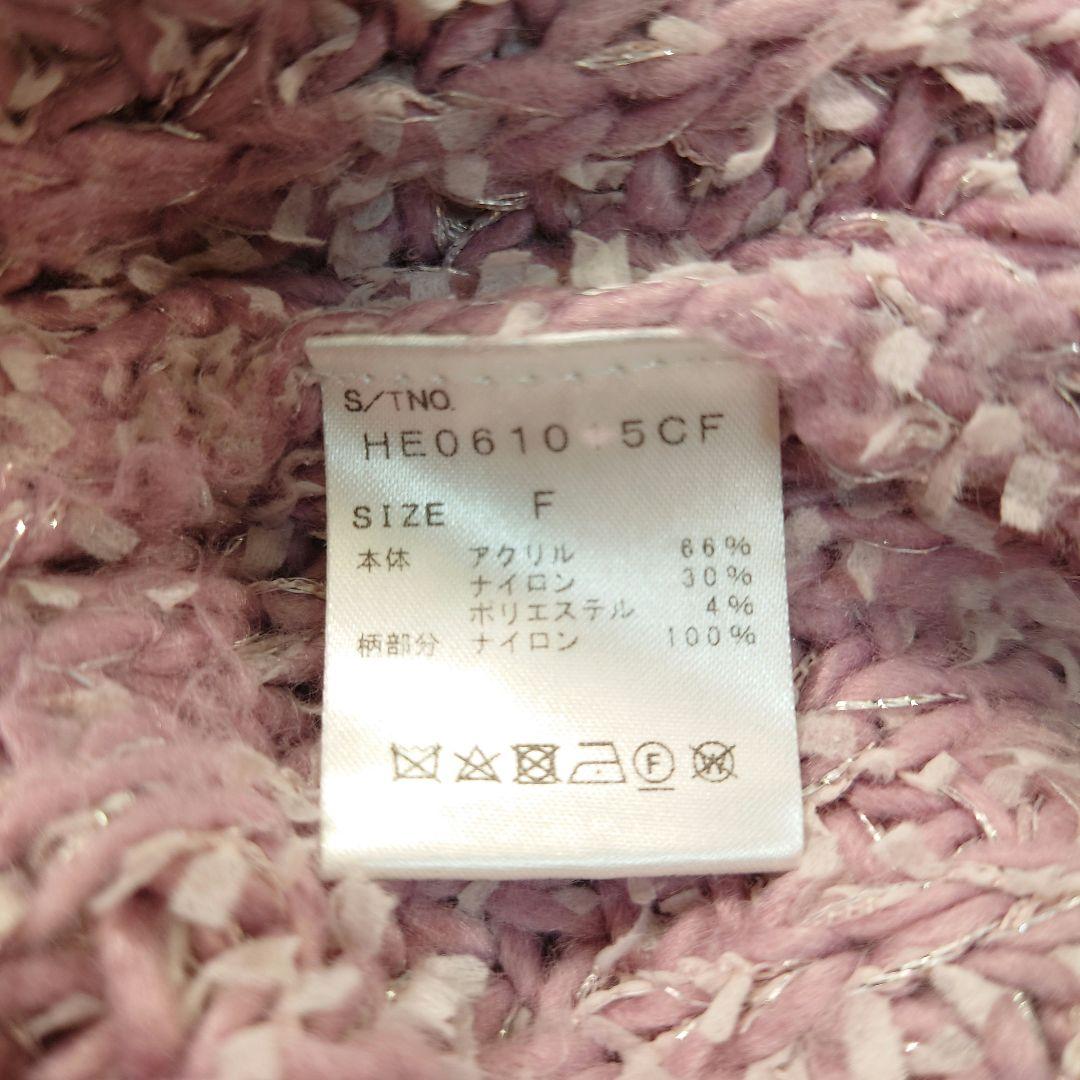 S/TNO.
HE0610 5CF
SIZE F
本体 アクリル 66%
ナイロン 30%
ポリエステル 4%
柄部分 ナイロン 100%
F
W